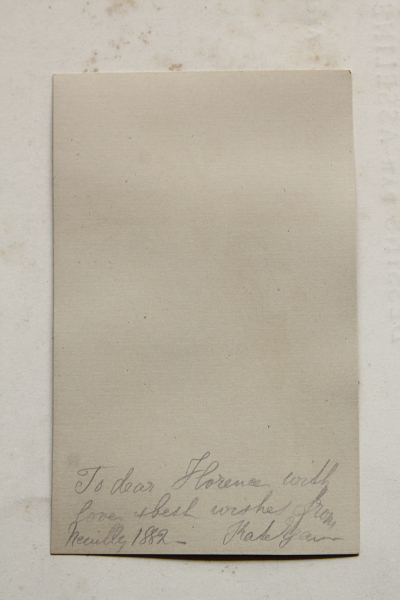 To dear Florence with
love & best wishes from
Neuilly 1882 – Kate